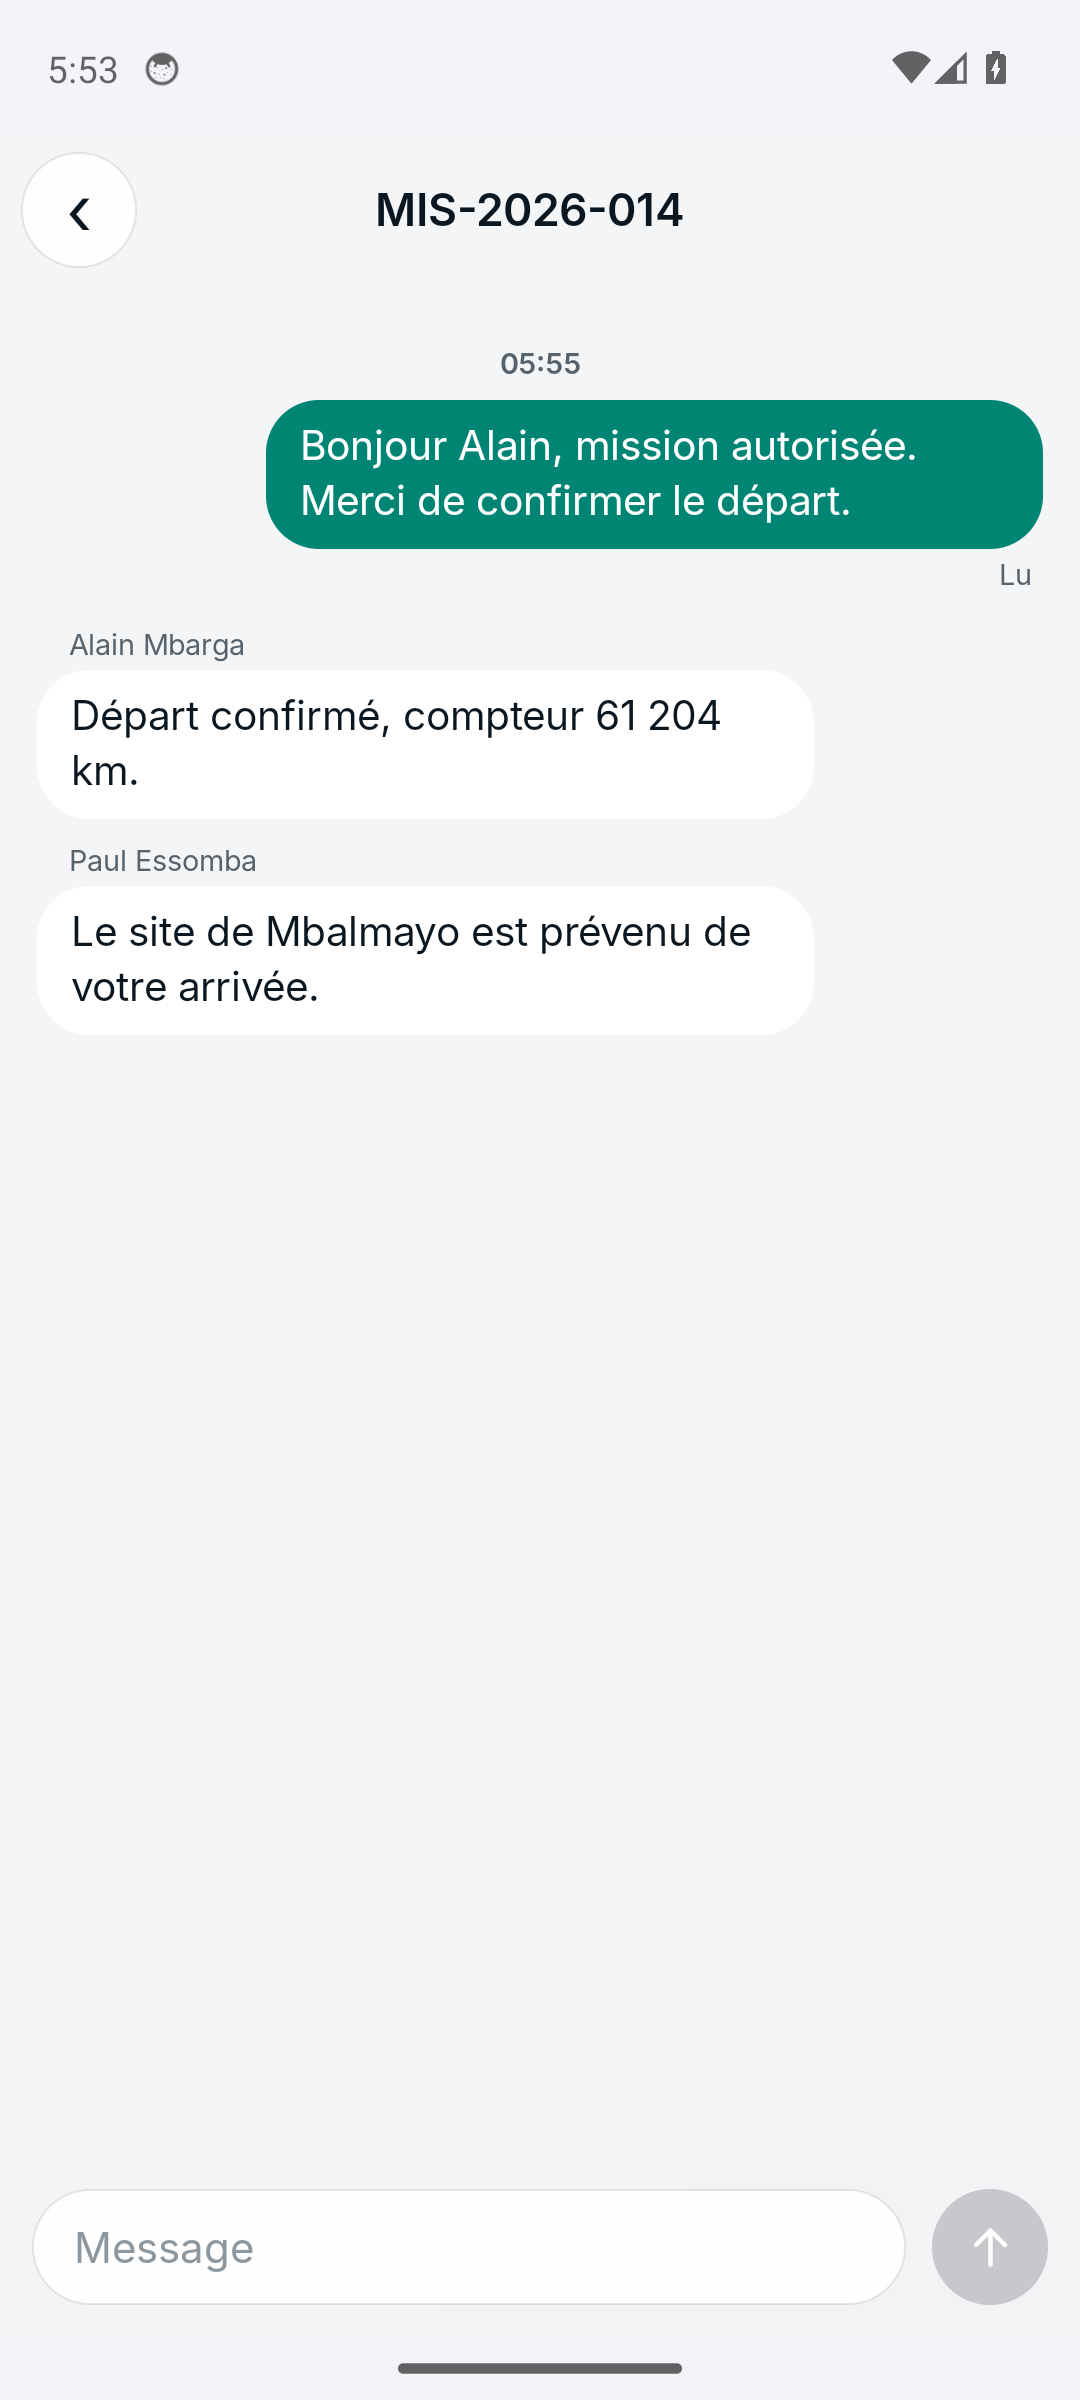 5:53
MIS-2026-014
05:55
Bonjour Alain, mission autorisée.
Merci de confirmer le départ.
Lu
Alain Mbarga
Départ confirmé, compteur 61 204
km.
Paul Essomba
Le site de Mbalmayo est prévenu de
votre arrivée.
Message